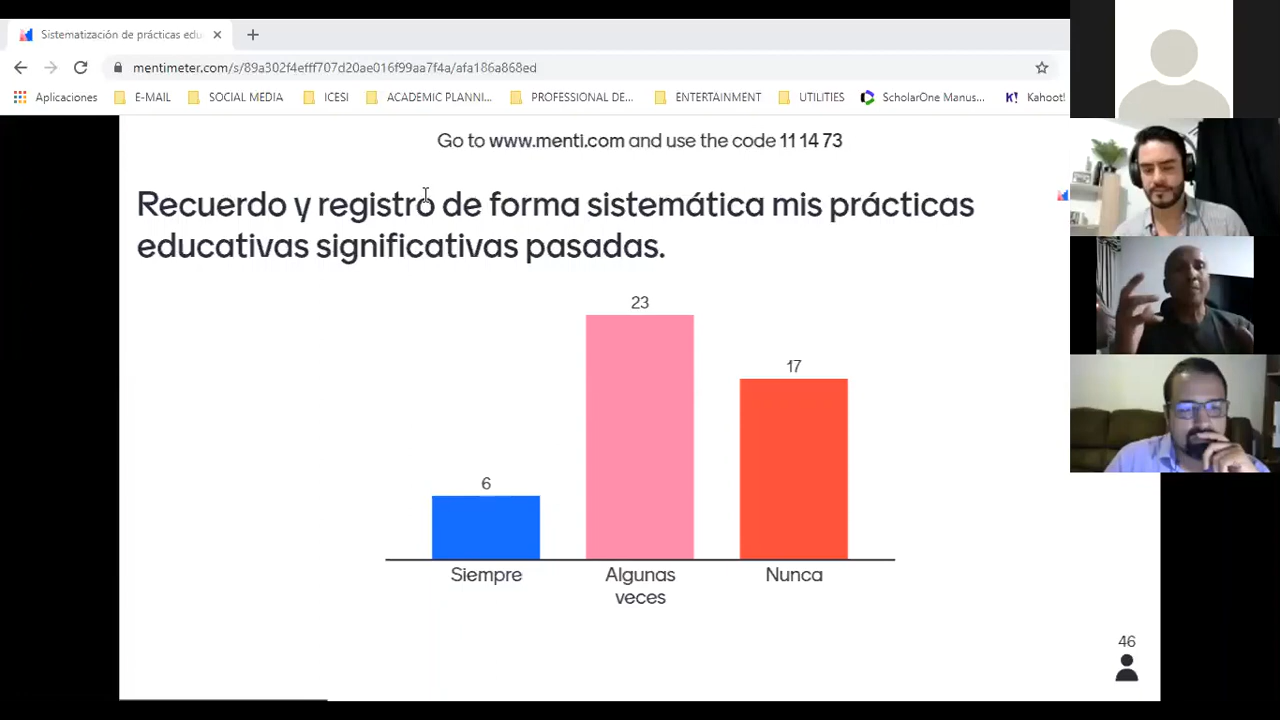 Sistematización de prácticas edu
mentimeter.com/s/89a302f4efff707d20ae016f99aa7f4a/afa186a868ed
Aplicaciones E-MAIL SOCIAL MEDIA ICESI ACADEMIC PLANNI... PROFESSIONAL DE... ENTERTAINMENT UTILITIES ScholarOne Manus... Kahoot!
Go to www.menti.com and use the code 11 14 73
Recuerdo y registro de forma sistemática mis prácticas
educativas significativas pasadas.
23
17
6
Siempre
Algunas
veces
Nunca
46